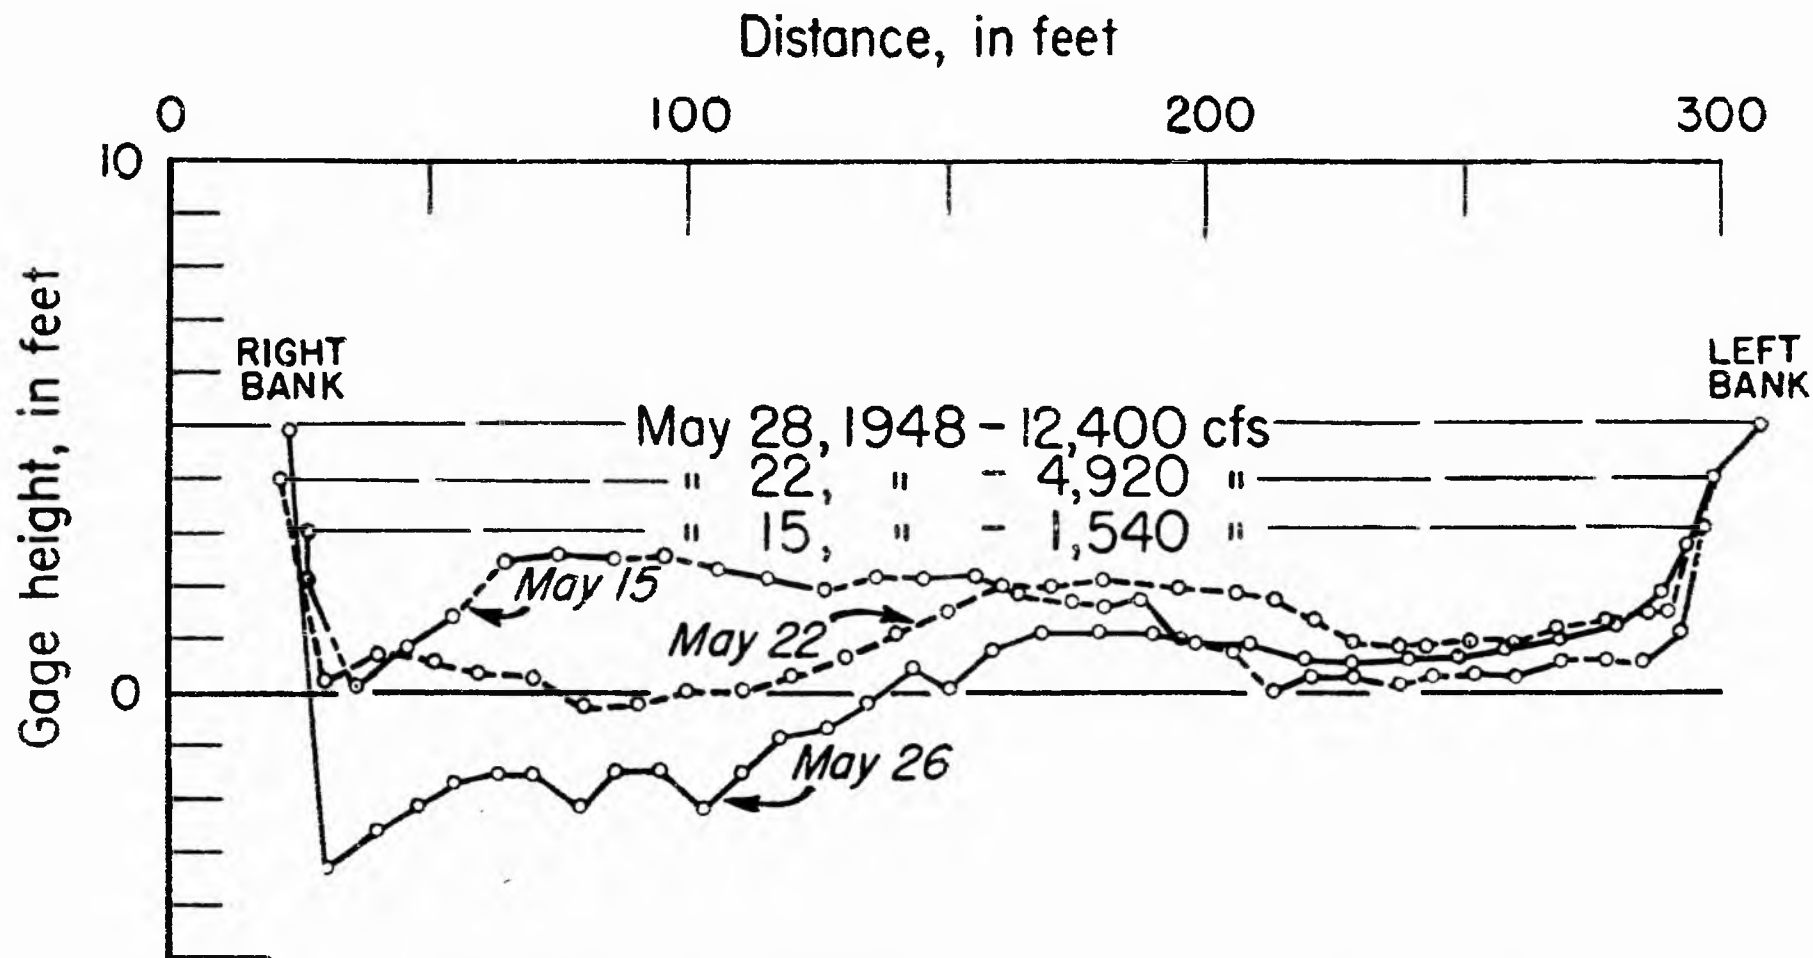 Distance, in feet
0 100 200 300
10
Gage height, in feet
RIGHT
BANK
LEFT
BANK
May 28, 1948 - 12,400 cfs
" 22, " - 4,920 "
" 15, " - 1,540 "
May 15
May 22
0
May 26